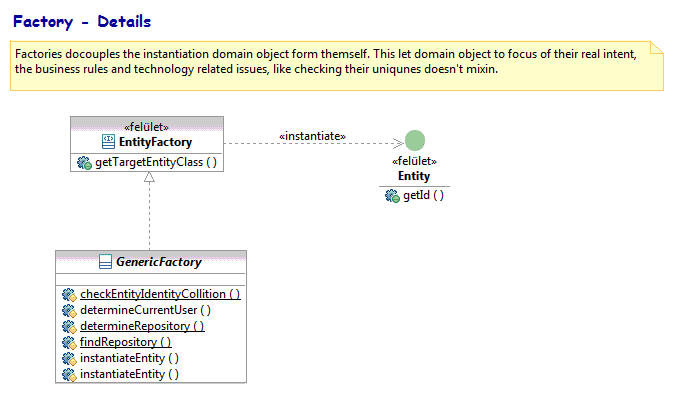 Factory - Details
Factories docouples the instantiation domain object form themself. This let domain object to focus of their real intent,
the business rules and technology related issues, like checking their uniqunes doesn't mixin.
«felület»
EntityFactory
getTargetEntityClass ( )
«instantiate»
«felület»
Entity
getId ( )
GenericFactory
checkEntityIdentityCollition ( )
determineCurrentUser ( )
determineRepository ( )
findRepository ( )
instantiateEntity ( )
instantiateEntity ( )